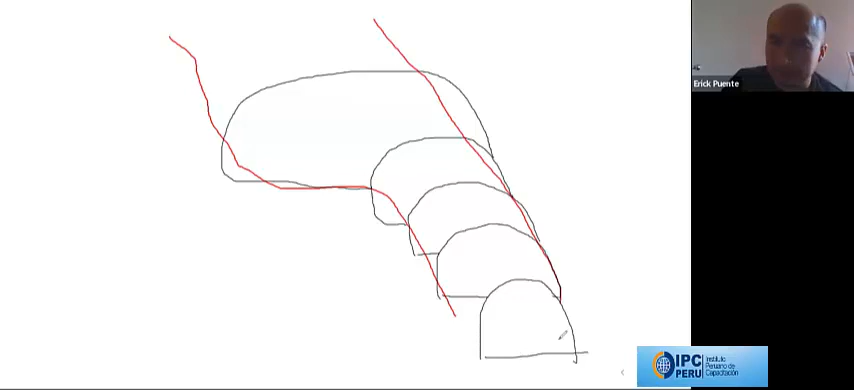 Erick Puente
IPC
PERU
Instituto
Peruano de
Capacitación